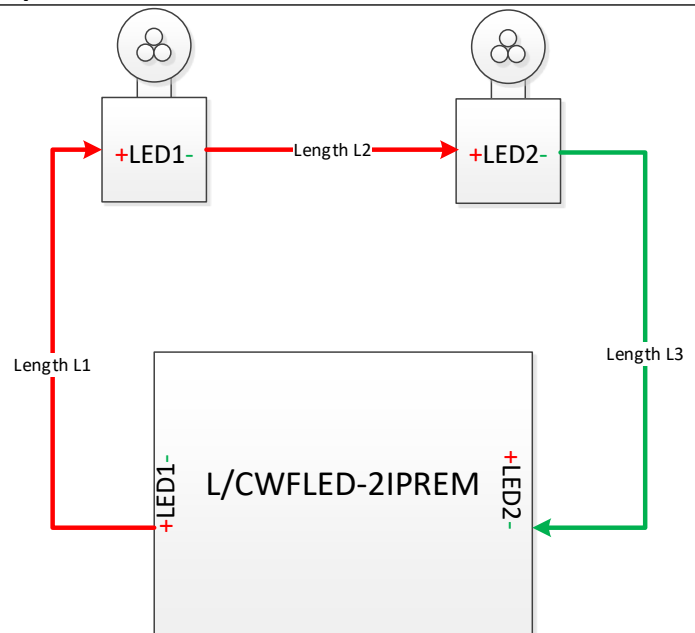 +LED1-
Length L2
+LED2-
Length L1
Length L3
+LED1-
L/CWFLED-2IPREM
+LED2-